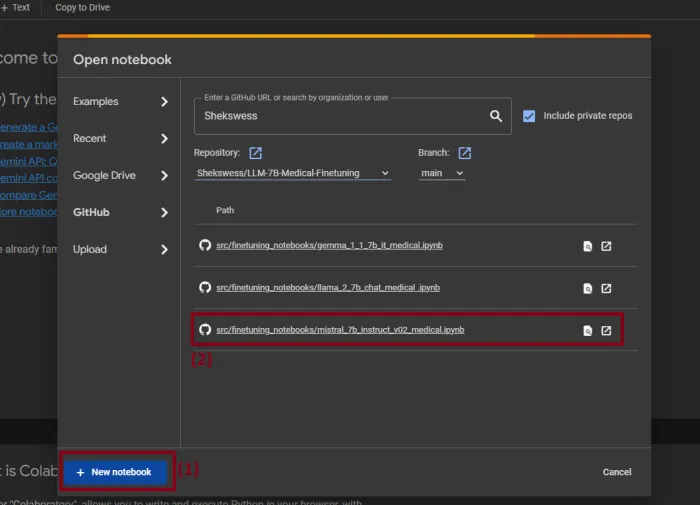 + Text Copy to Drive
come to
Open notebook
) Try the
Examples
Enter a GitHub URL or search by organization or user
Shekswess
Include private repos
enerate a Ge
reate a mark
Recent
Repository:
Branch:
emini API: Q
emini API co
Google Drive
Shekswess/LLM-7B-Medical-Finetuning
main
ompare Gem
lore noteboo
GitHub
Path
e already fam
Upload
src/finetuning_notebooks/gemma_1_1_7b_it_medical.ipynb
src/finetuning_notebooks/llama_2_7b_chat_medical .ipynb
src/finetuning_notebooks/mistral_7b_instruct_v02_medical.ipynb
(2)
t is Colab
+ New notebook
(1)
Cancel
or "Colaboratory", allows you to write and execute Python in your browser, with